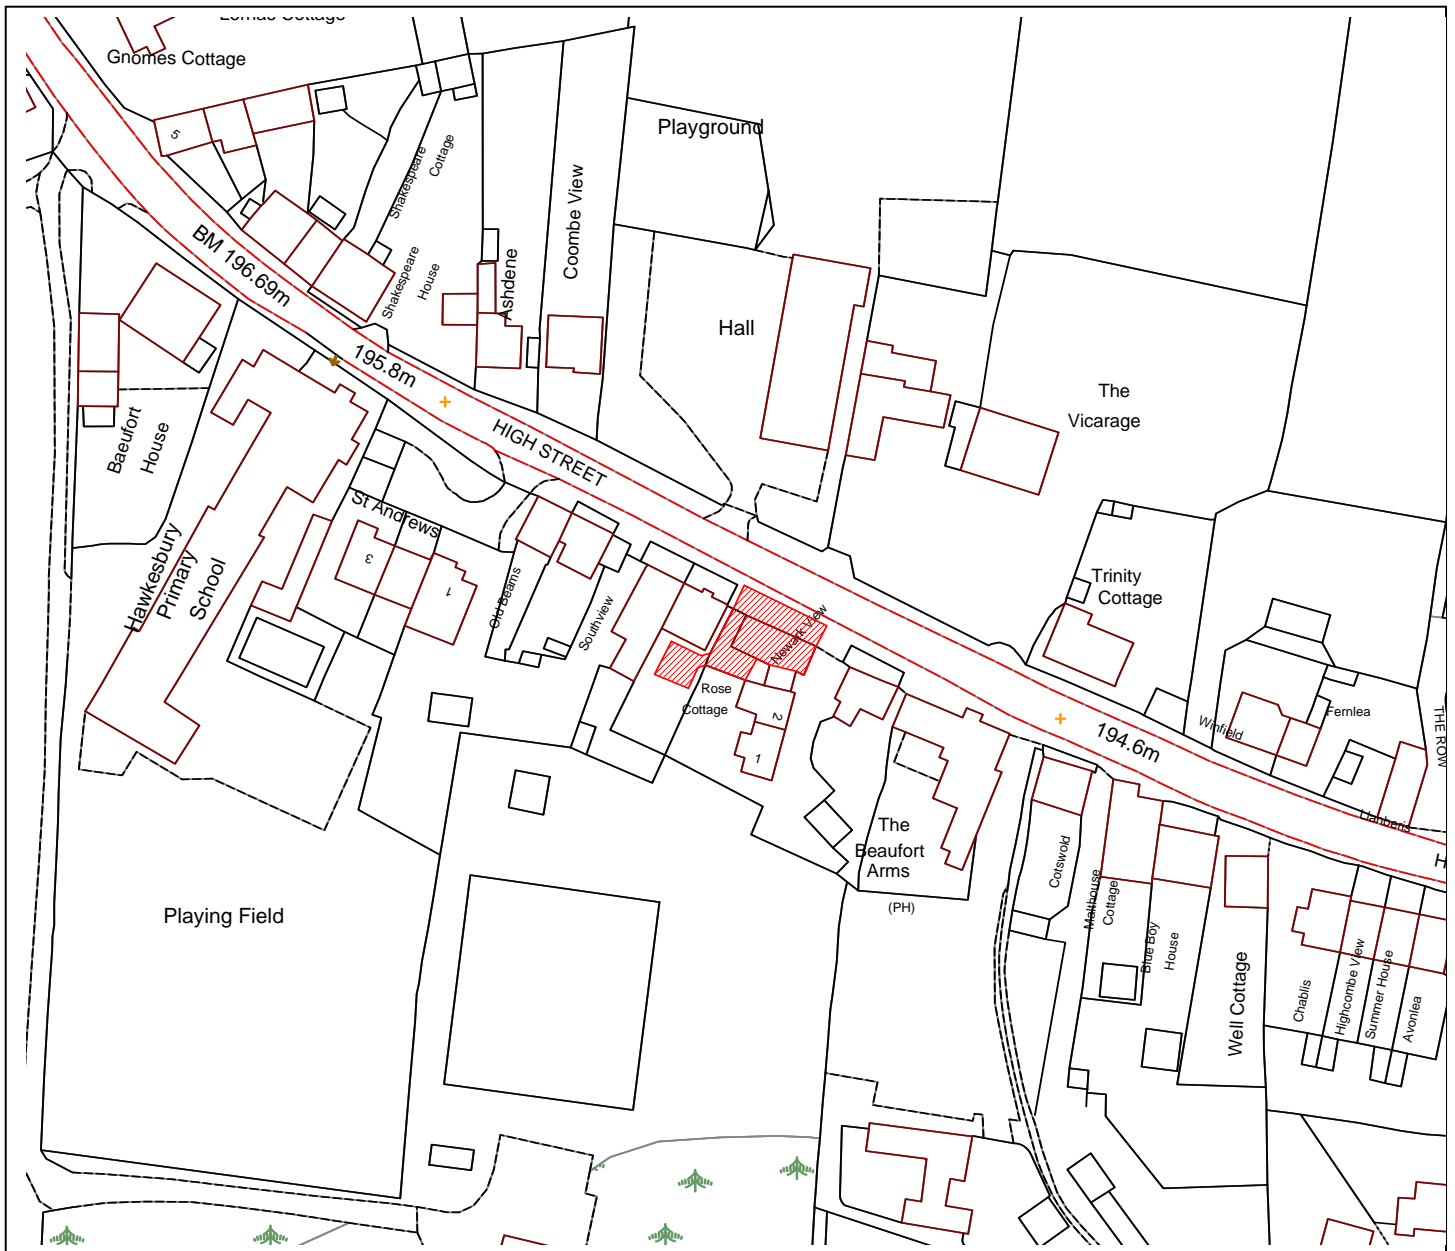 Lomas Cottage
Gnomes Cottage
5
Shakespeare
Cottage
Shakespeare
House
Ashdene
Coombe View
Playground
Hall
BM 196.69m
195.8m
HIGH STREET
The
Vicarage
Baeufort
House
Hawkesbury
Primary
School
St Andrews
3
1
Old Beams
Southview
Newark View
Rose
Cottage
2
1
Trinity
Cottage
Winfield
Fernlea
THE ROW
194.6m
Llanberis
H
The
Beaufort
Arms
(PH)
Cotswold
Malthouse
Cottage
Blue Boy
House
Well Cottage
Chablis
Highcombe View
Summer House
Avonlea
Playing Field